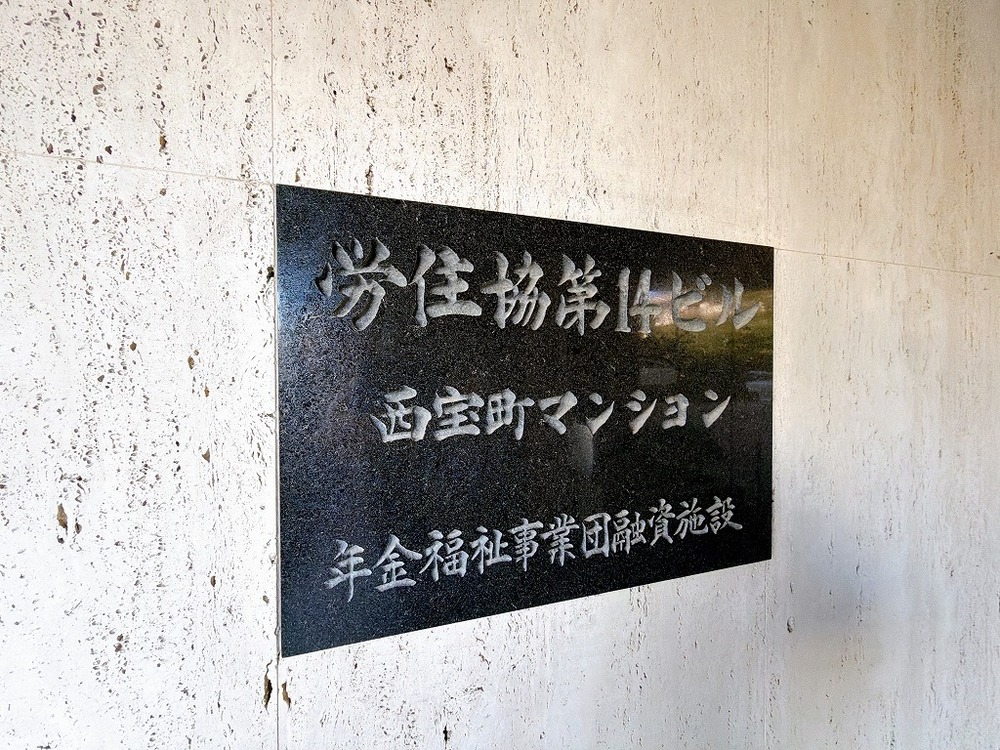 労住協第14ビル
西宝町マンション
年金福祉事業団融資施設